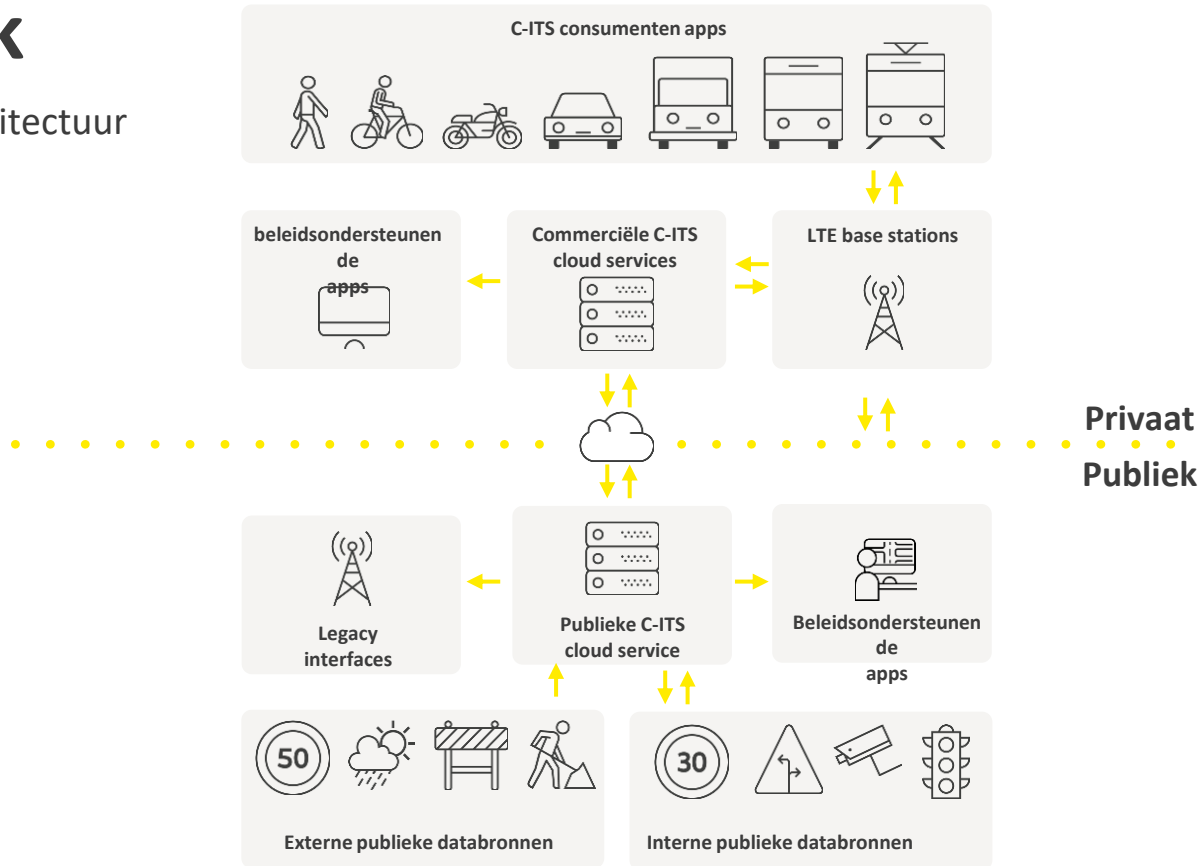 k
itectuur
C-ITS consumenten apps
beleidsondersteunen
de
apps
Commerciële C-ITS
cloud services
LTE base stations
Privaat
Publiek
Legacy
interfaces
Publieke C-ITS
cloud service
Beleidsondersteunen
de
apps
50
30
Externe publieke databronnen
Interne publieke databronnen